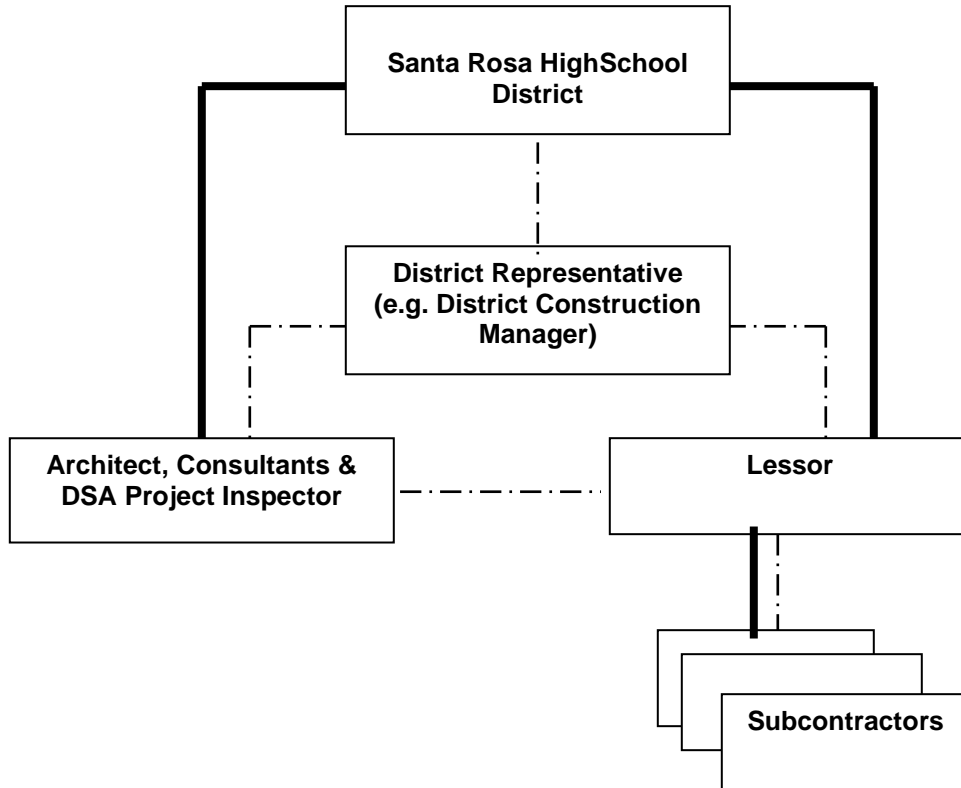 Santa Rosa HighSchool
District
District Representative
(e.g. District Construction
Manager)
Architect, Consultants &
DSA Project Inspector
Lessor
Subcontractors